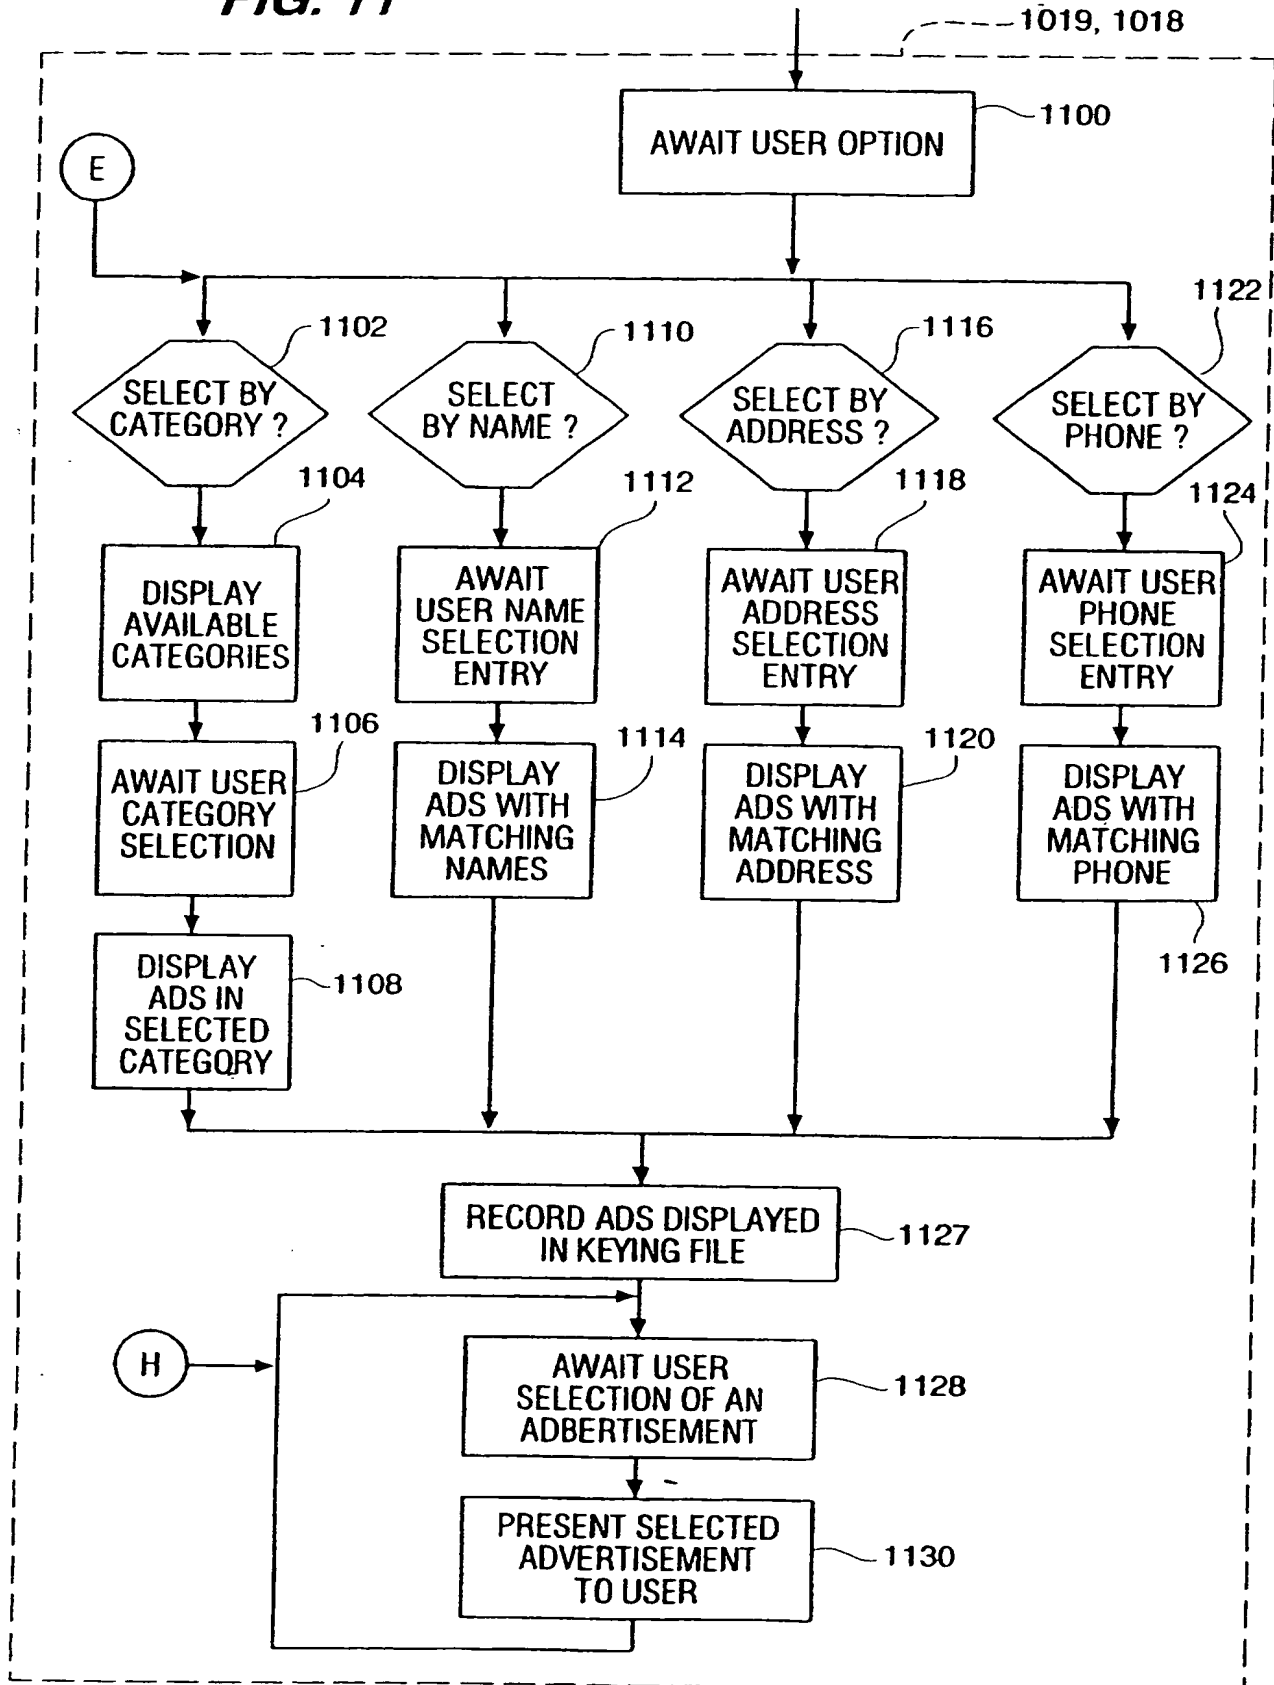 FIG. 11
1019, 1018
1100
AWAIT USER OPTION
E
1102
SELECT BY
CATEGORY ?
1110
SELECT
BY NAME ?
1116
SELECT BY
ADDRESS ?
1122
SELECT BY
PHONE ?
1104
DISPLAY
AVAILABLE
CATEGORIES
1112
AWAIT
USER NAME
SELECTION
ENTRY
1118
AWAIT USER
ADDRESS
SELECTION
ENTRY
1124
AWAIT USER
PHONE
SELECTION
ENTRY
1106
AWAIT USER
CATEGORY
SELECTION
1114
DISPLAY
ADS WITH
MATCHING
NAMES
1120
DISPLAY
ADS WITH
MATCHING
ADDRESS
DISPLAY
ADS WITH
MATCHING
PHONE
1126
DISPLAY
ADS IN
SELECTED
CATEGORY
1108
RECORD ADS DISPLAYED
IN KEYING FILE
1127
H
AWAIT USER
SELECTION OF AN
ADBERTISEMENT
1128
PRESENT SELECTED
ADVERTISEMENT
TO USER
1130